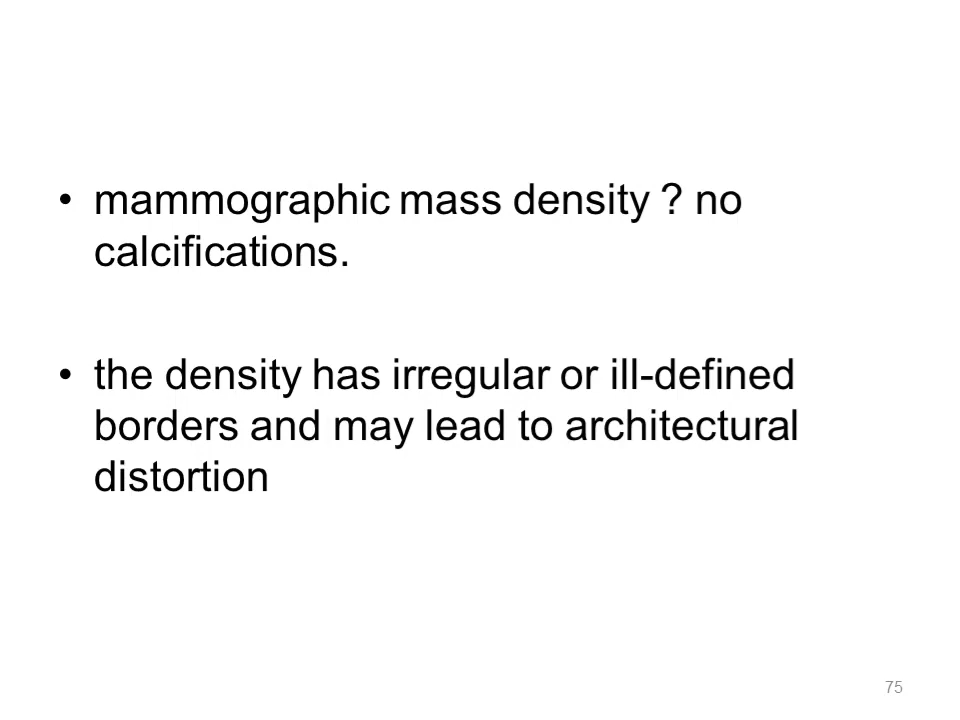 • mammographic mass density ? no
calcifications.
• the density has irregular or ill-defined
borders and may lead to architectural
distortion
75